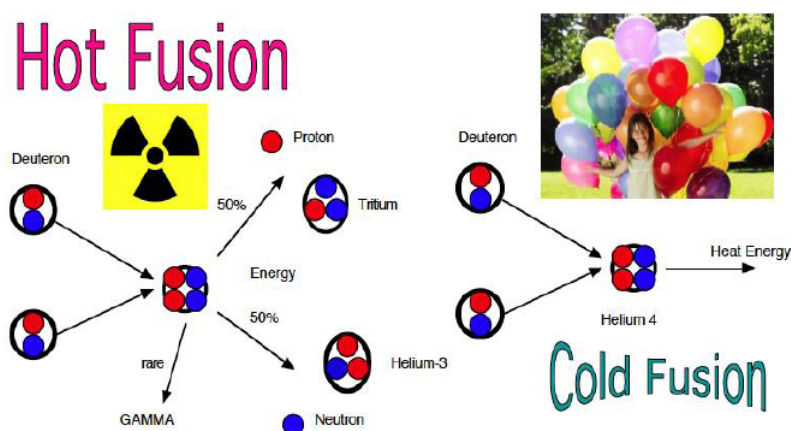 Hot Fusion
Deuteron
50%
Proton
Tritium
Energy
50%
Helium-3
rare
GAMMA
Neutron
Deuteron
Heat Energy
Helium 4
Cold Fusion